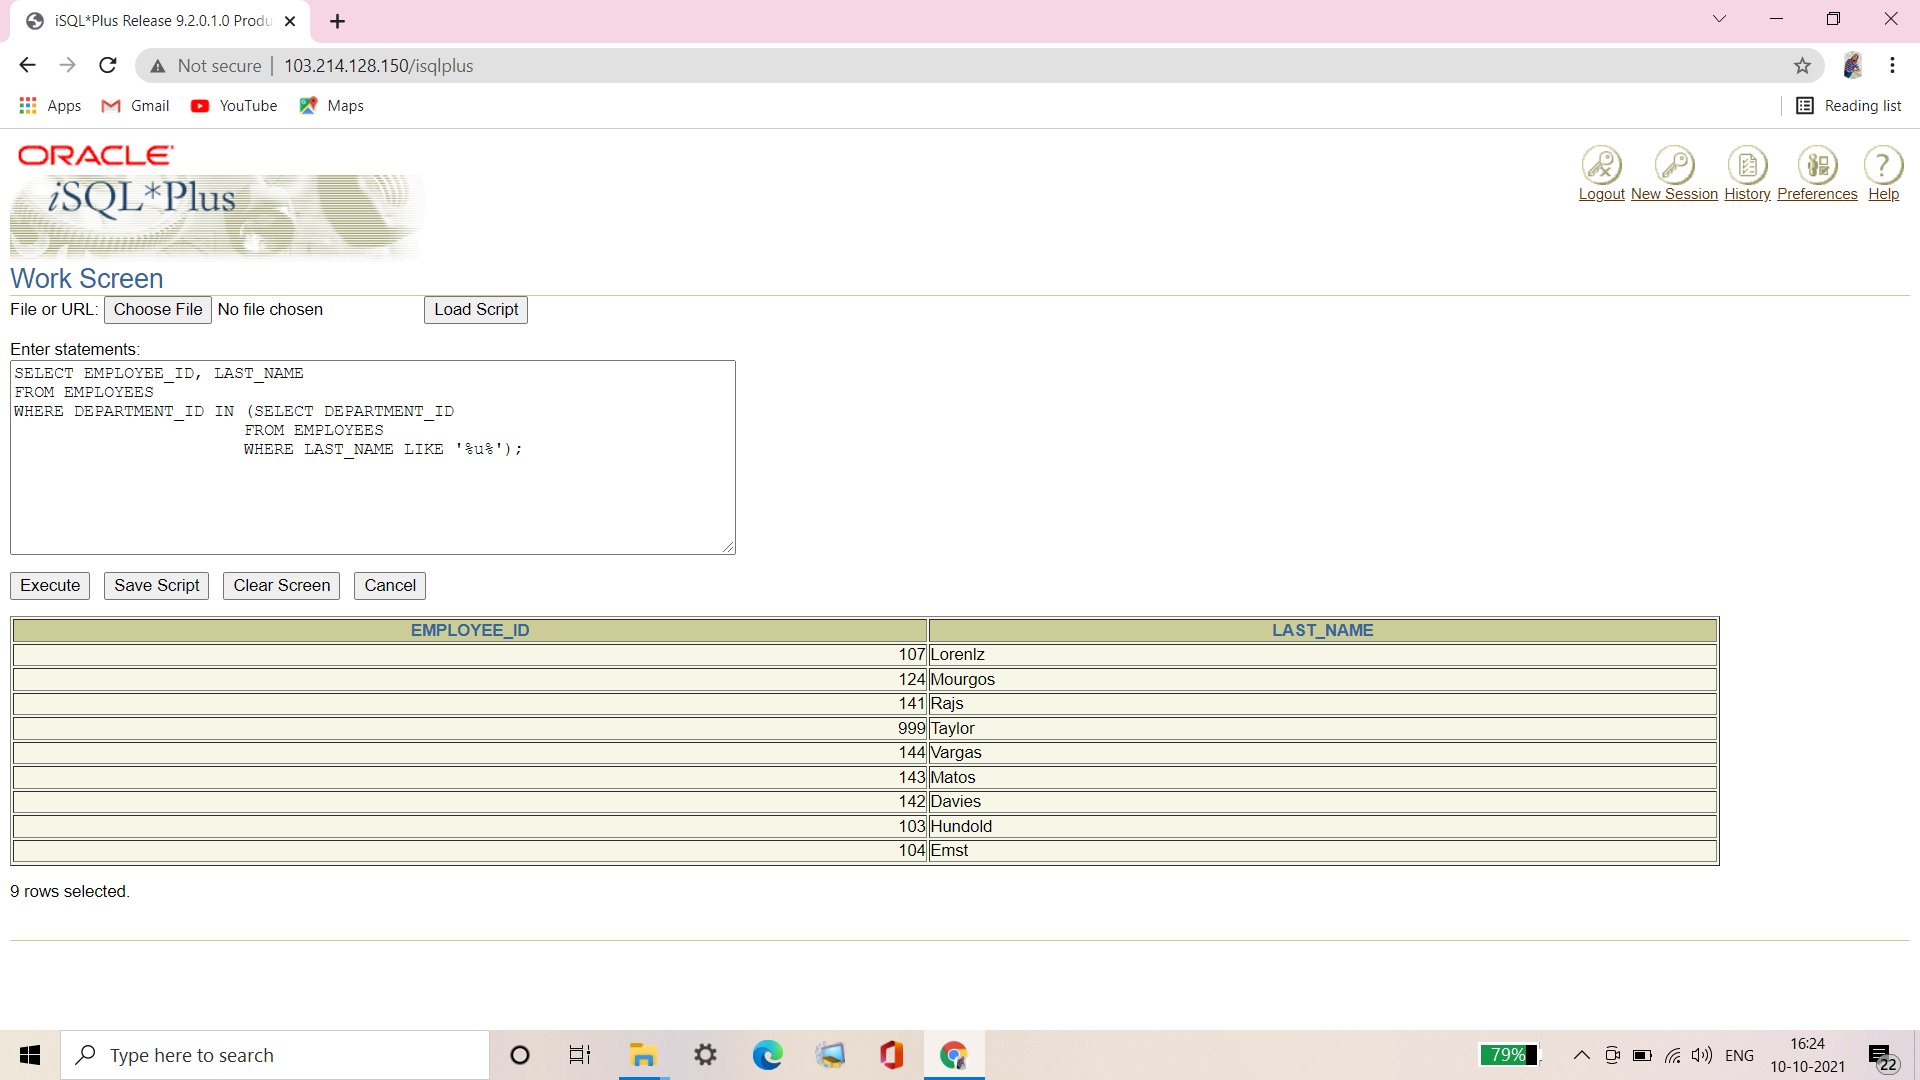 iSQL*Plus Release 9.2.0.1.0 Produ
Not secure | 103.214.128.150/isqlplus
Apps Gmail YouTube Maps Reading list
ORACLE
iSQL*Plus
Logout New Session History Preferences Help
Work Screen
File or URL: Choose File No file chosen Load Script
Enter statements:
SELECT EMPLOYEE_ID, LAST_NAME
FROM EMPLOYEES
WHERE DEPARTMENT_ID IN (SELECT DEPARTMENT_ID
FROM EMPLOYEES
WHERE LAST_NAME LIKE '%u%');
Execute Save Script Clear Screen Cancel
EMPLOYEE_ID LAST_NAME
107 Lorenlz
124 Mourgos
141 Rajs
999 Taylor
144 Vargas
143 Matos
142 Davies
103 Hundold
104 Emst
9 rows selected.
Type here to search
79%
ENG
16:24
10-10-2021
22